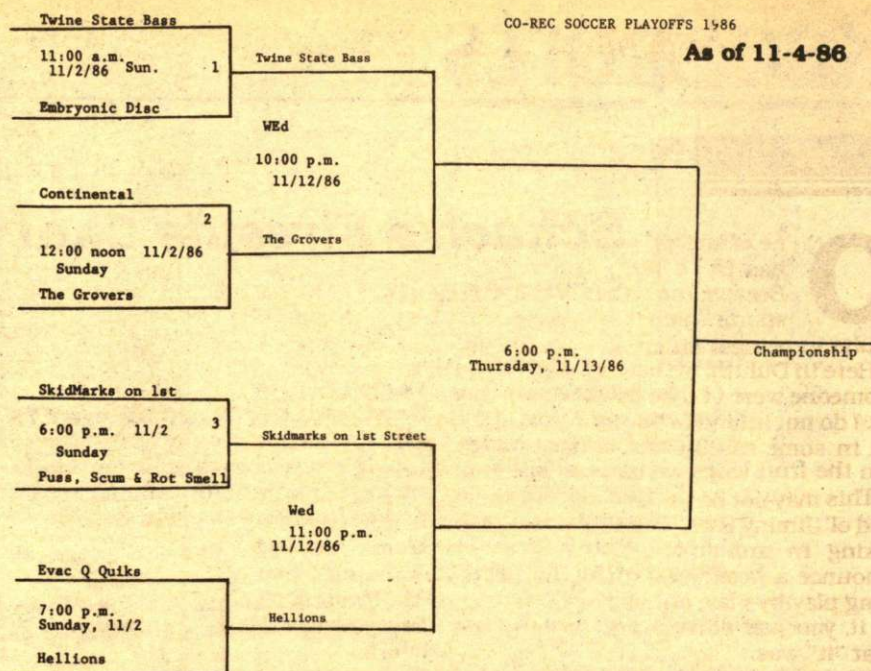 CO-REC SOCCER PLAYOFFS 1986
As of 11-4-86
Twine State Bass
11:00 a.m.
11/2/86 Sun. 1
Embryonic Disc
Twine State Bass
WEd
10:00 p.m.
11/12/86
Continental
2
12:00 noon 11/2/86
Sunday
The Grovers
The Grovers
6:00 p.m.
Thursday, 11/13/86
Championship
SkidMarks on 1st
6:00 p.m. 11/2 3
Sunday
Puss, Scum & Rot Smell
Skidmarks on 1st Street
Wed
11:00 p.m.
11/12/86
Evac Q Quiks
7:00 p.m.
Sunday, 11/2
Hellions
Hellions